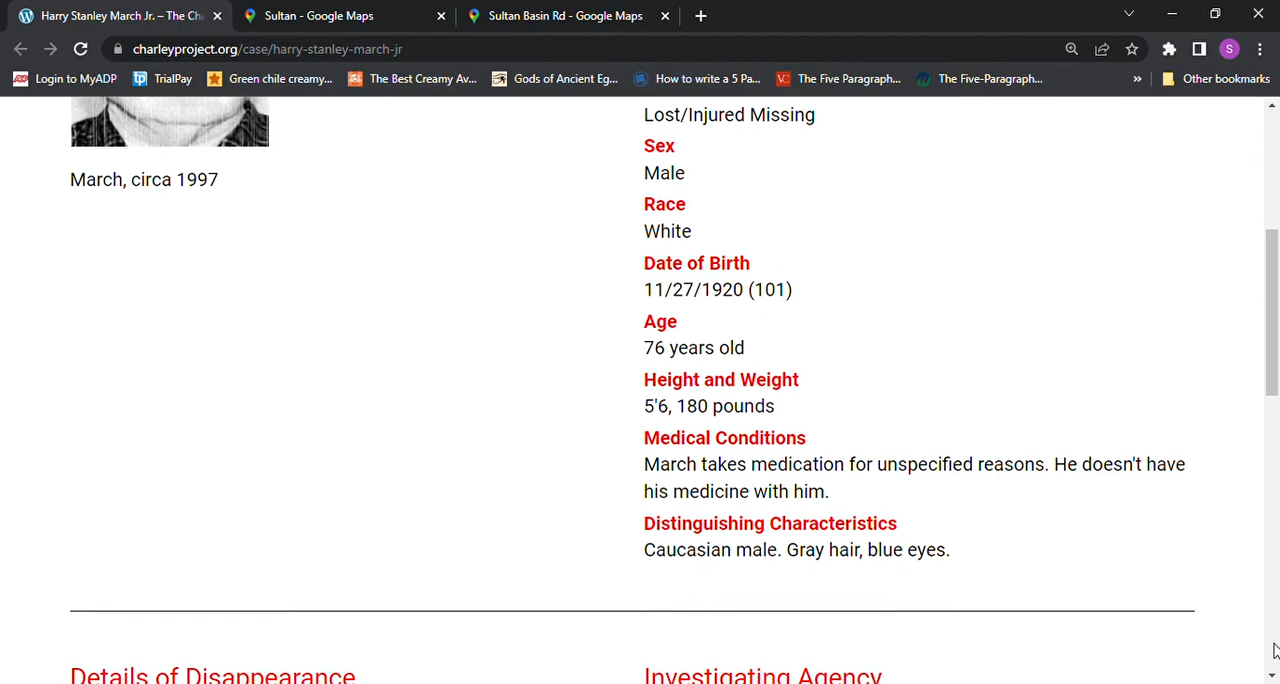 Harry Stanley March Jr. – The Cha
Sultan - Google Maps
Sultan Basin Rd - Google Maps
charleyproject.org/case/harry-stanley-march-jr
S
Login to MyADP
TrialPay
Green chile creamy...
The Best Creamy Av...
Gods of Ancient Eg...
How to write a 5 Pa...
The Five Paragraph...
The Five-Paragraph...
»
Other bookmarks
March, circa 1997
Lost/Injured Missing
Sex
Male
Race
White
Date of Birth
11/27/1920 (101)
Age
76 years old
Height and Weight
5'6, 180 pounds
Medical Conditions
March takes medication for unspecified reasons. He doesn't have
his medicine with him.
Distinguishing Characteristics
Caucasian male. Gray hair, blue eyes.
Details of Disappearance
Investigating Agency